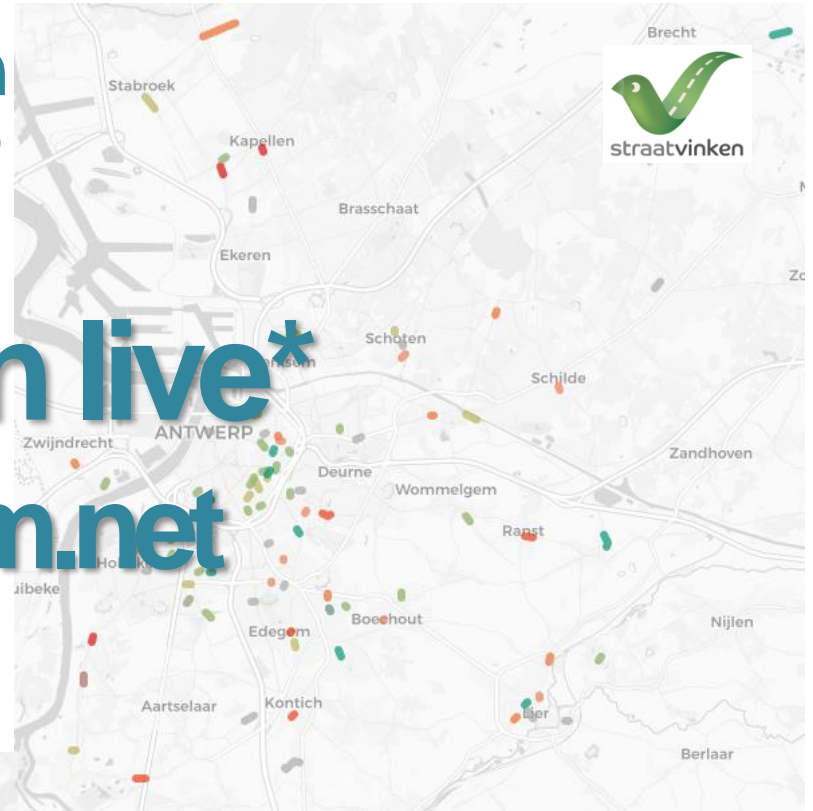 n
Brecht
Stabroek
straatvinken
Kapellen
Brasschaat
Ekeren
Schoten
n live*
Schilde
Zwijndrecht
ANTWERP
Zandhoven
Deurne
Wommelgem
m.net
Ranst
uibeke
Boechout
Nijlen
Edegem
Aartselaar
Kontich
Lier
Berlaar